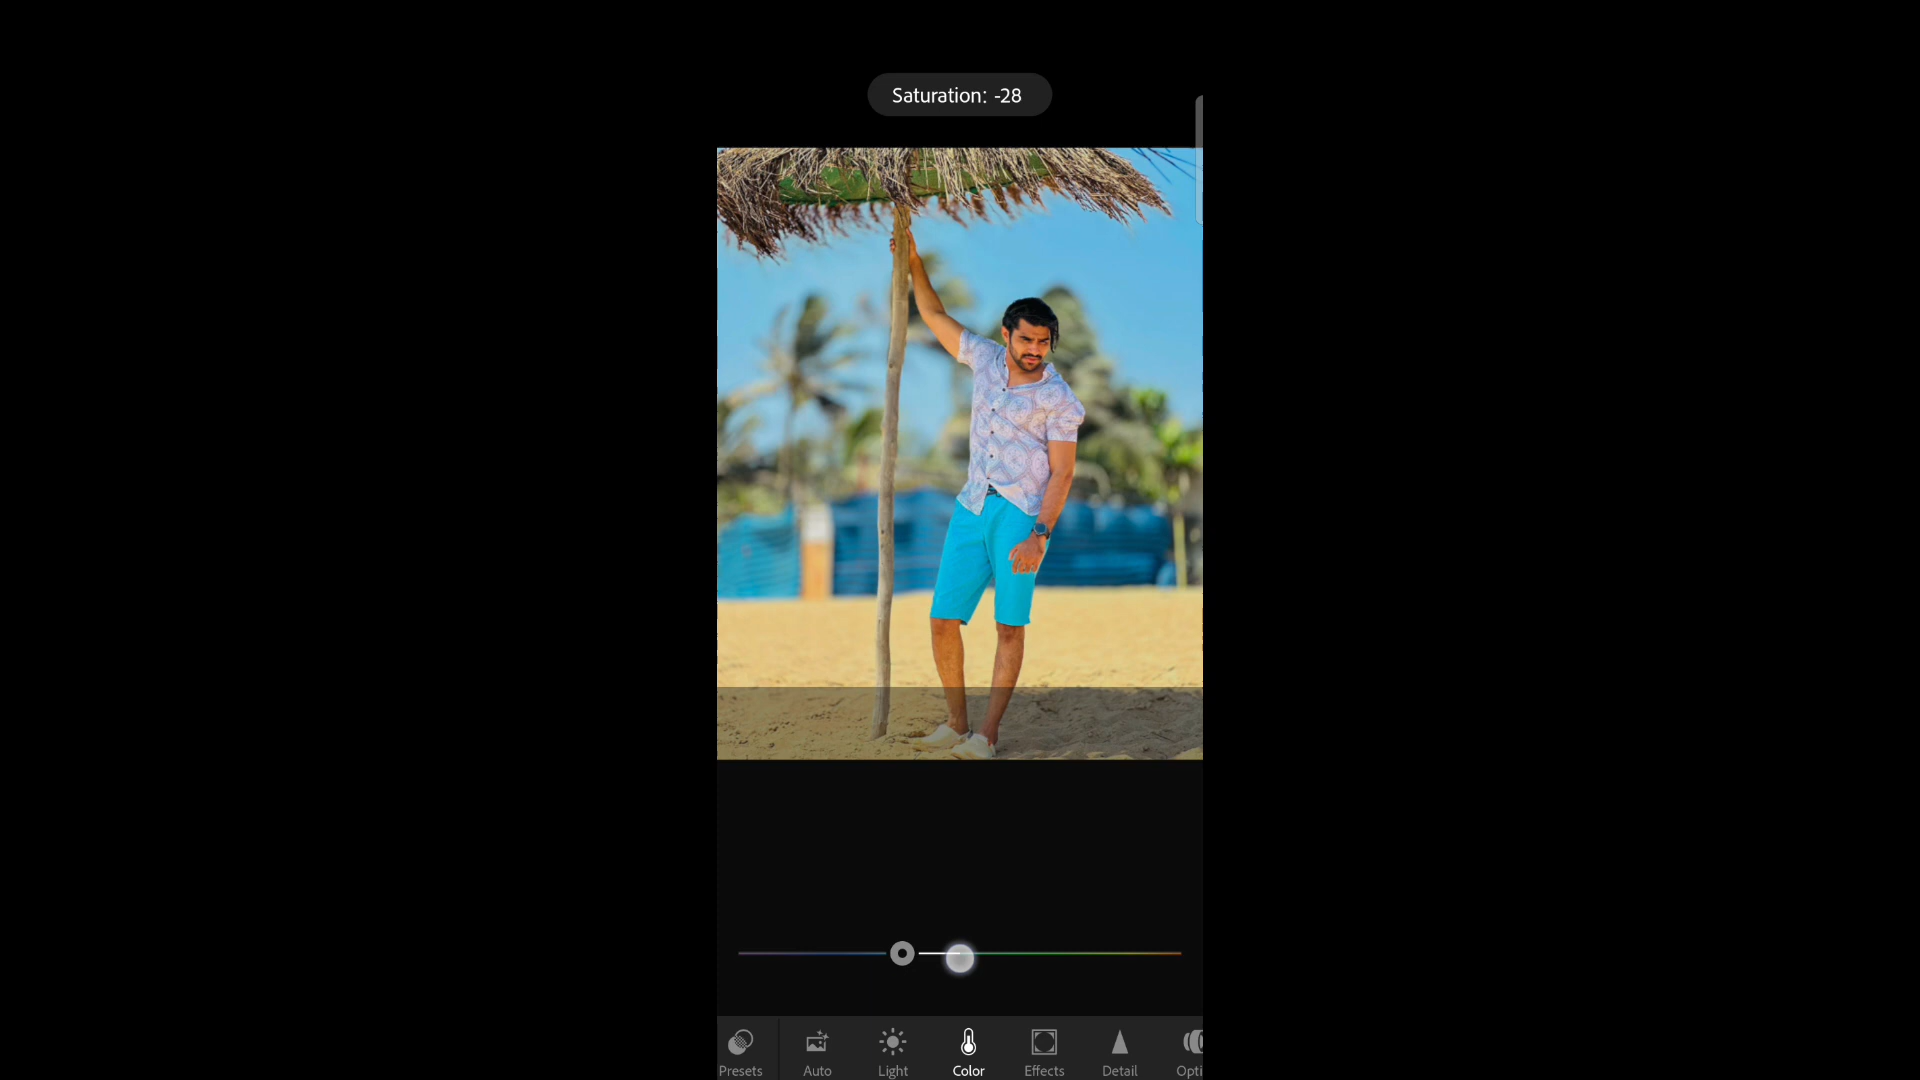 Saturation: -28
Presets
Auto
Light
Color
Effects
Detail
Opti